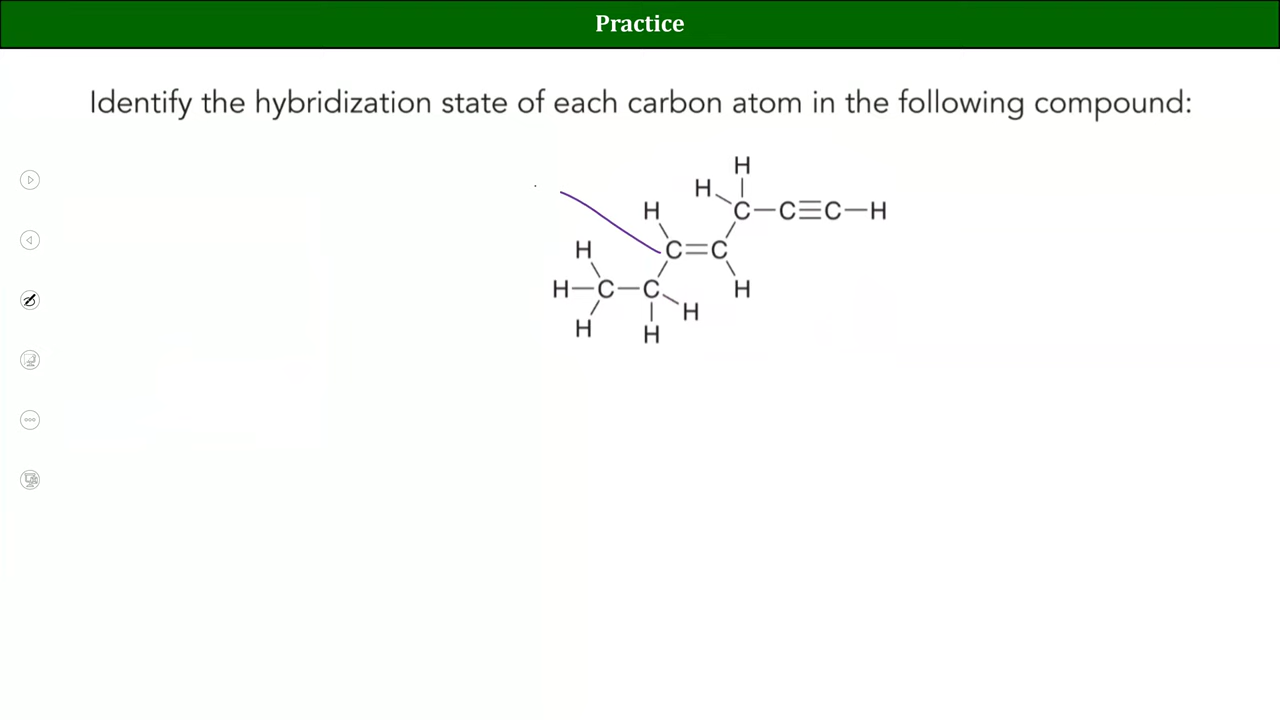 Practice
Identify the hybridization state of each carbon atom in the following compound:
H
H
H C—C≡C—H
H C=C
H—C—C H
H H H